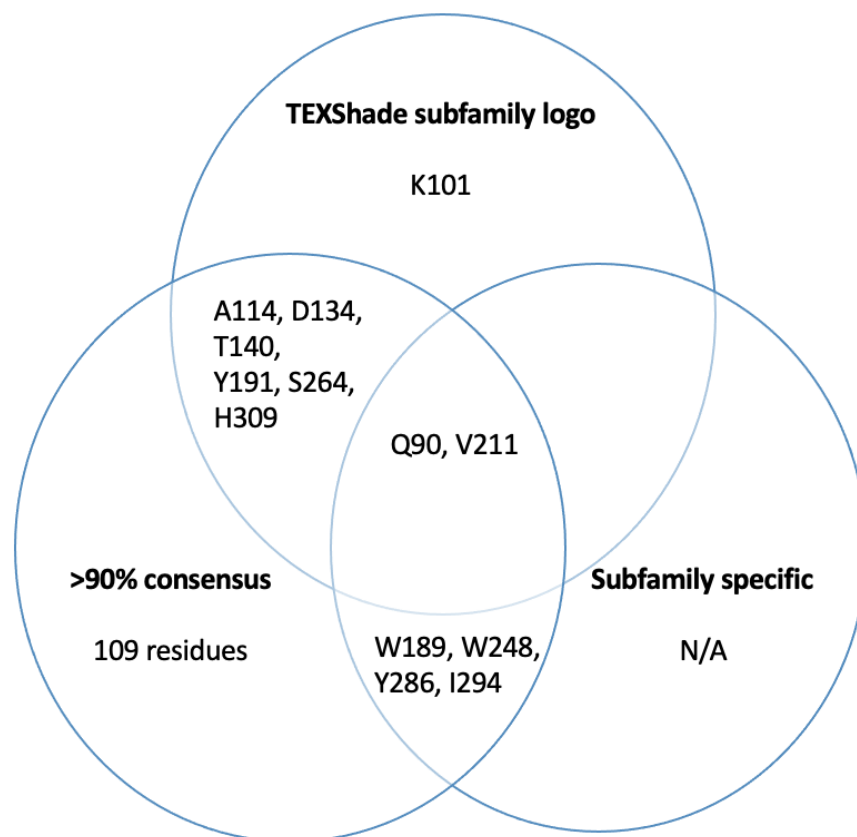 TEXShade subfamily logo
K101
A114, D134,
T140,
Y191, S264,
H309
Q90, V211
>90% consensus
109 residues
Subfamily specific
N/A
W189, W248,
Y286, I294